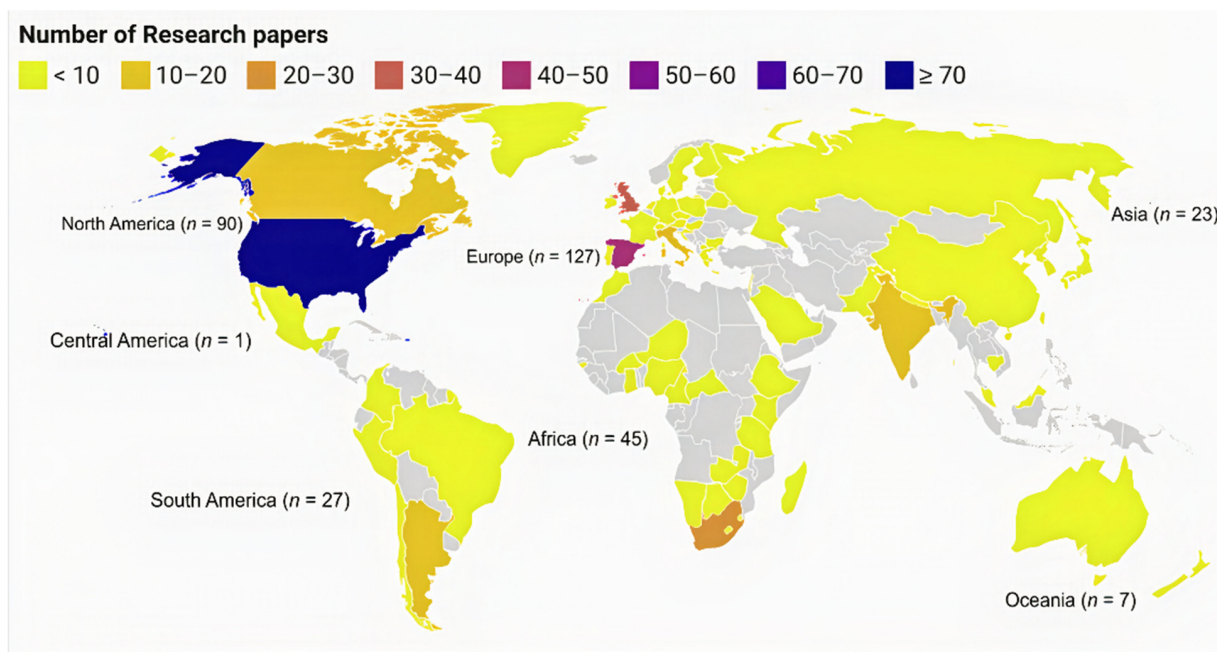 Number of Research papers
< 10 10–20 20–30 30–40 40–50 50–60 60–70 ≥ 70
North America (n = 90)
Asia (n = 23)
Europe (n = 127)
Central America (n = 1)
Africa (n = 45)
South America (n = 27)
Oceania (n = 7)